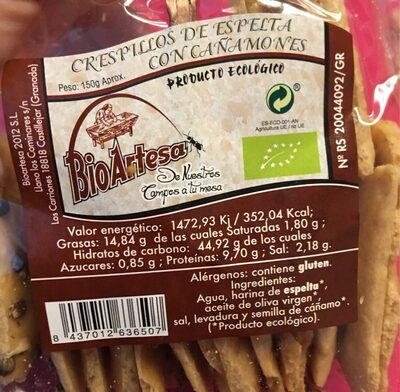 CRESPILLOS DE ESPELTA
CON CAÑAMONES
Peso: 150g Aprox.
PRODUCTO ECOLÓGICO
ES-ECO-001-AN
Agricultura UE / no UE
BioArtesa
De Nuestros
Campos a tu mesa
Bioartesa 2012 S.L
Llano los Cominares s/n
Los Carriones 18818 Castilléjar (Granada)
Nº RS 20044092/GR
Valor energético: 1472,93 Kj / 352,04 Kcal;
Grasas: 14,84 g de las cuales Saturadas 1,80 g;
Hidratos de carbono: 44,92 g de los cuales
Azucares: 0,85 g; Proteínas: 9,70 g; Sal: 2,18 g.
Alérgenos: contiene gluten.
Ingredientes:
Agua, harina de espelta*,
aceite de oliva virgen*,
sal, levadura y semilla de cáñamo*.
(*Producto ecológico).
8 437012 636507